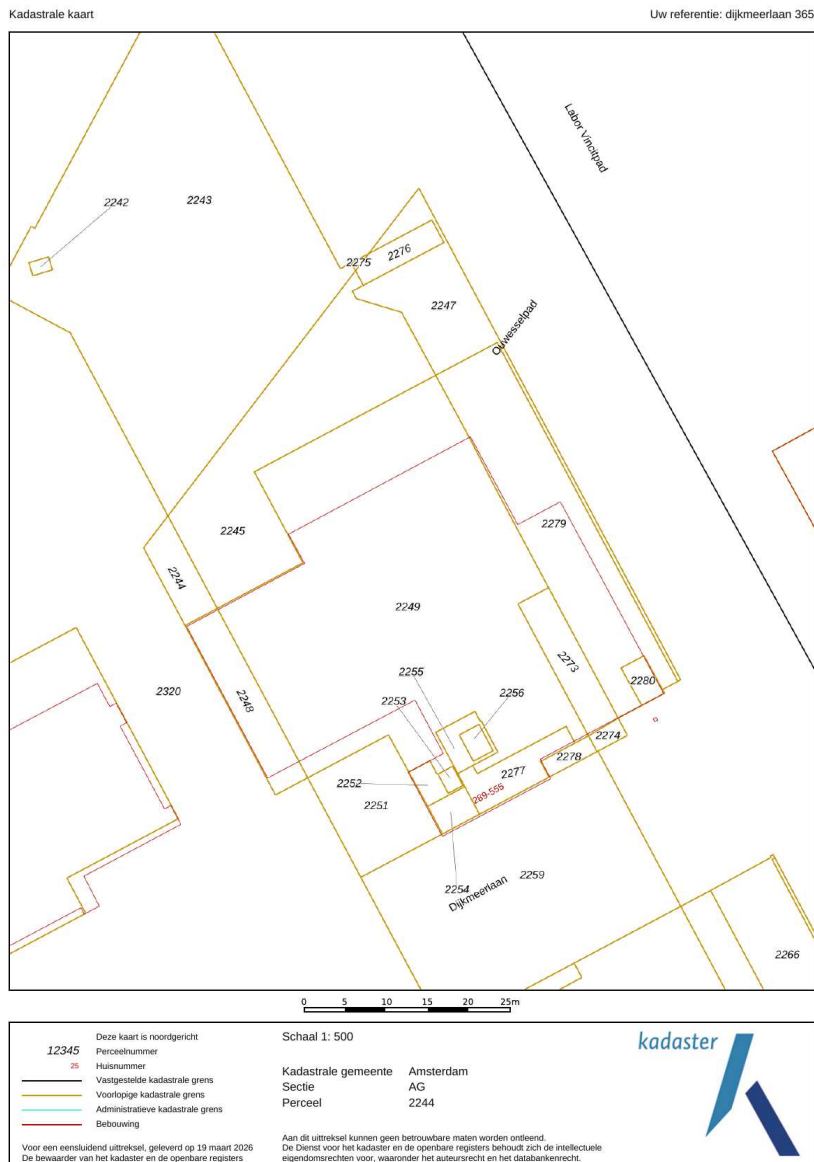 Kadastrale kaart
Uw referentie: dijkmeerlaan 365
Labor Vincitpad
2242
2243
2276
2275
2247
Ouwesselpad
2245
2279
2244
2249
2273
2255
2320
2248
2253
2256
2280
2274
2278
2277
2252
289-555
2251
2254
2259
Dijkmeerlaan
2266
0 5 10 15 20 25m
Deze kaart is noordgericht
12345 Perceelnummer
25 Huisnummer
Vastgestelde kadastrale grens
Voorlopige kadastrale grens
Administratieve kadastrale grens
Bebouwing
Voor een eensluidend uittreksel, geleverd op 19 maart 2026
De bewaarder van het kadaster en de openbare registers
Schaal 1: 500
Kadastrale gemeente Amsterdam
Sectie AG
Perceel 2244
Aan dit uittreksel kunnen geen betrouwbare maten worden ontleend.
De Dienst voor het kadaster en de openbare registers behoudt zich de intellectuele
eigendomsrechten voor, waaronder het auteursrecht en het databankenrecht.
kadaster